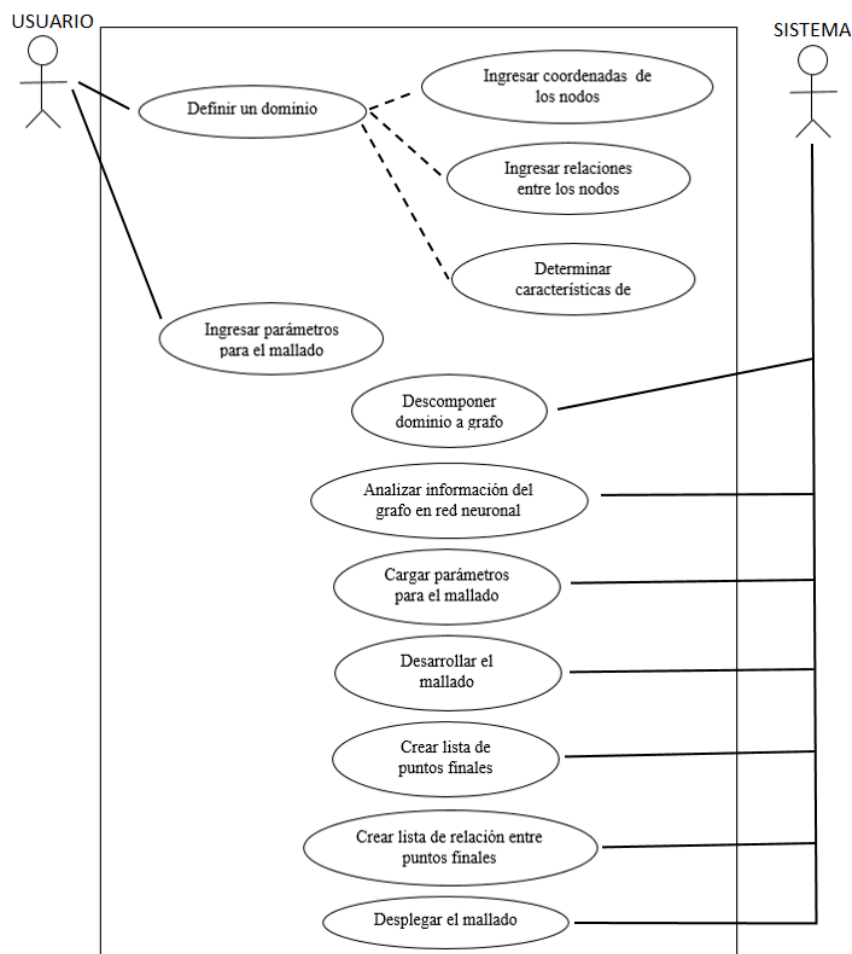 USUARIO
SISTEMA
Definir un dominio
Ingresar coordenadas de
los nodos
Ingresar relaciones
entre los nodos
Determinar
características de
Ingresar parámetros
para el mallado
Descomponer
dominio a grafo
Analizar información del
grafo en red neuronal
Cargar parámetros
para el mallado
Desarrollar el
mallado
Crear lista de
puntos finales
Crear lista de relación entre
puntos finales
Desplegar el mallado